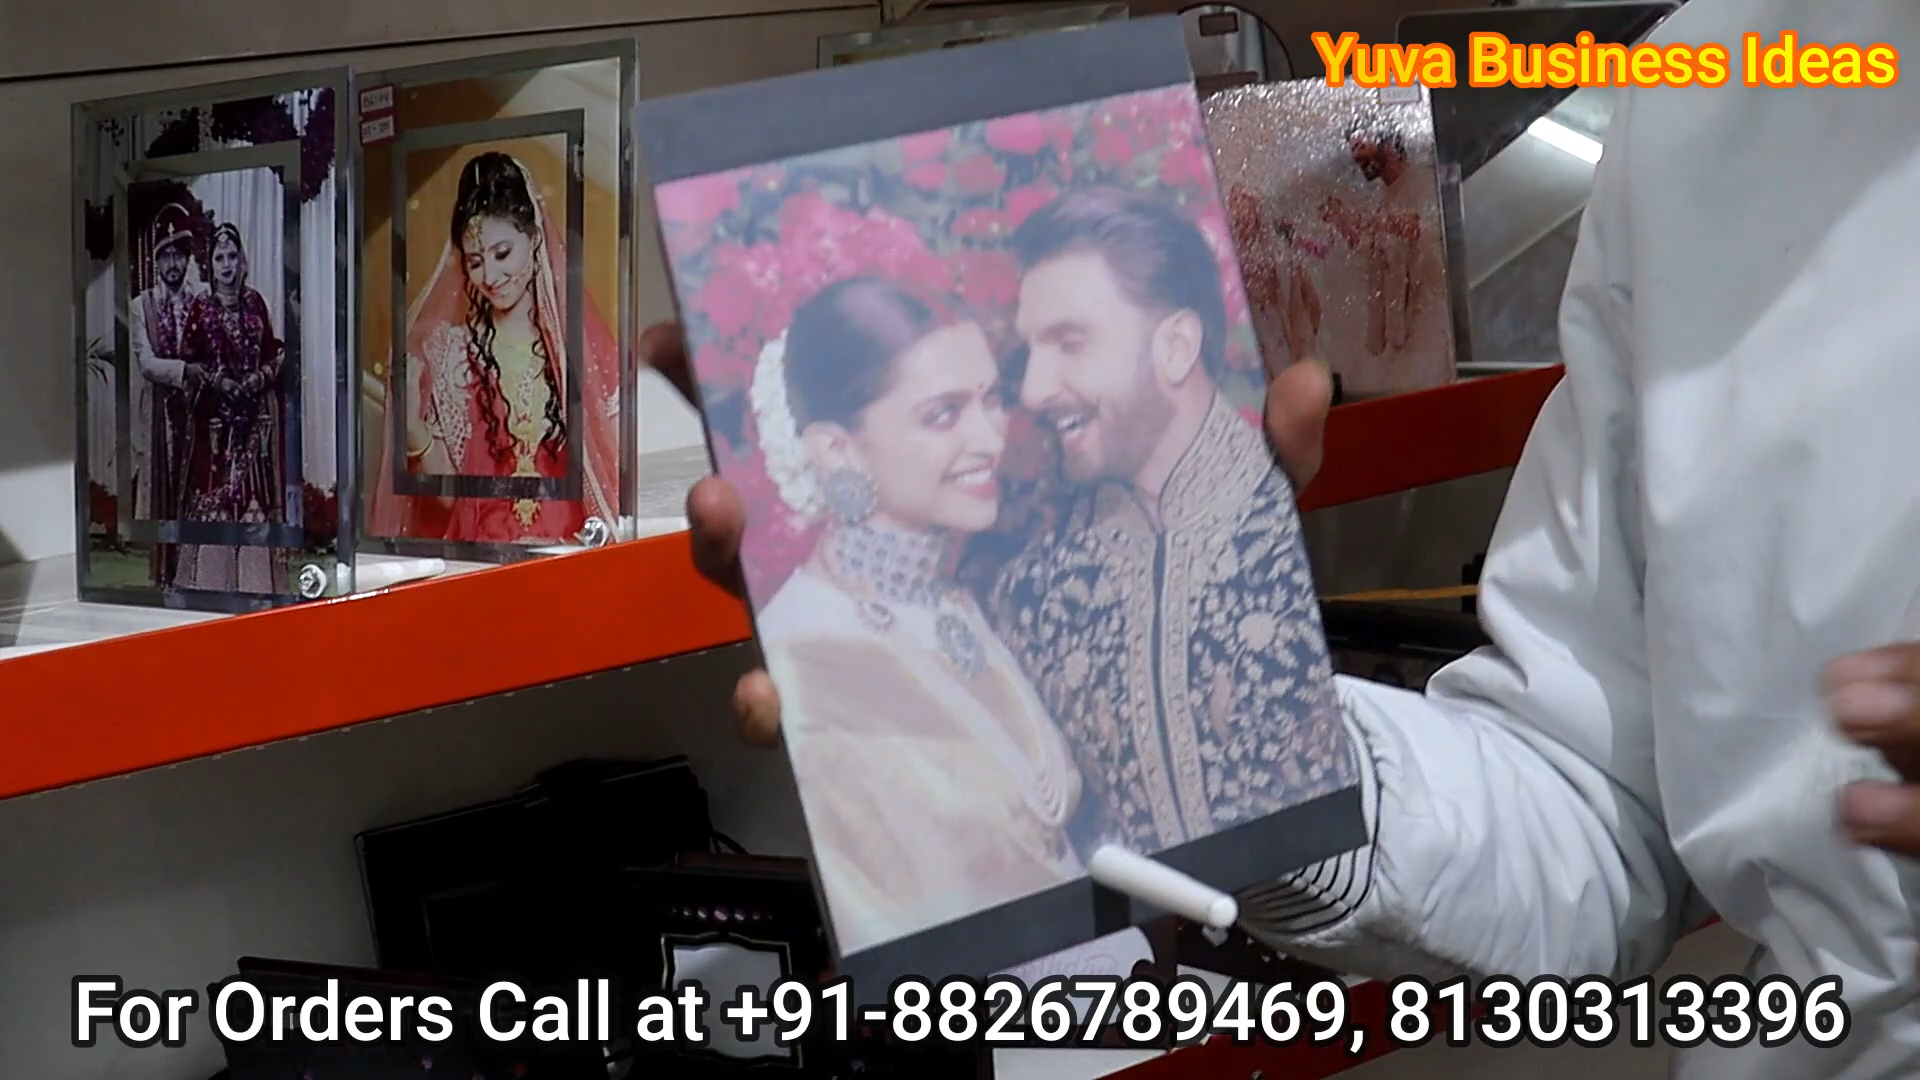 Yuva Business Ideas
For Orders Call at +91-8826789469, 8130313396